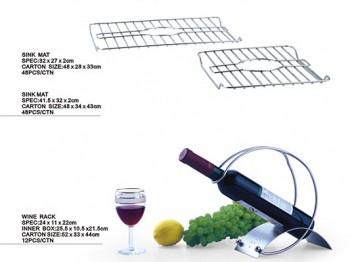 SINK MAT
SPEC:32 x 27 x 2cm
CARTON SIZE:48 x 28 x 33cm
48PCS/CTN
SINK MAT
SPEC:41.5 x 32 x 2cm
CARTON SIZE:48 x 34 x 43cm
48PCS/CTN
WINE RACK
SPEC:24 x 11 x 22cm
INNER BOX:25.5 x 10.5 x21.5cm
CARTON SIZE:52 x 33 x 44cm
12PCS/CTN